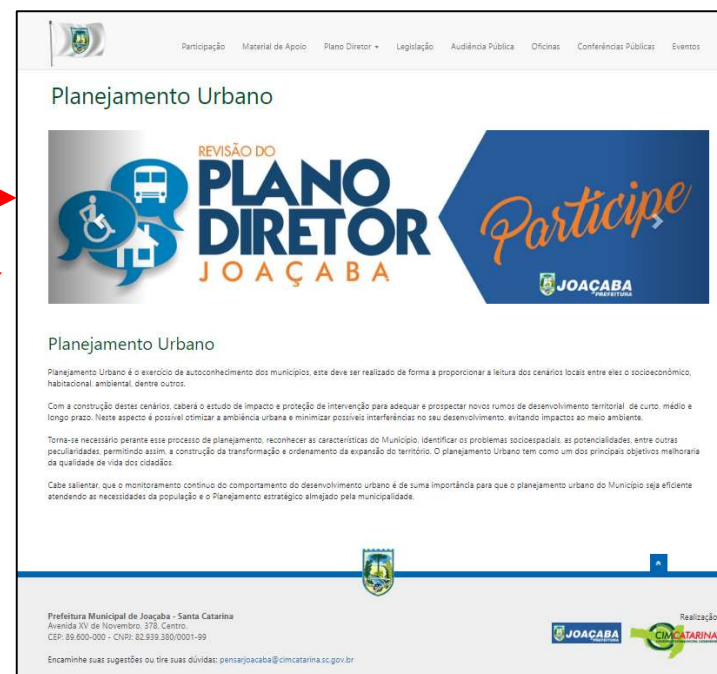 Participação Material de Apoio Plano Diretor Legislação Audiência Pública Oficinas Conferências Públicas Eventos
Planejamento Urbano
REVISÃO DO
PLANO
DIRETOR
JOAÇABA
Participe
JOAÇABA
PREFEITURA
Planejamento Urbano
Planejamento Urbano é o exercício de autoconhecimento dos municípios, este deve ser realizado de forma a proporcionar a leitura dos cenários locais entre eles o socioeconômico,
habitacional, ambiental, dentre outros.
Com a construção destes cenários, caberá o estudo de impacto e proteção de intervenção para adequar e prospectar novos rumos de desenvolvimento territorial de curto, médio e
longo prazo. Neste aspecto é possível otimizar a ambiência urbana e minimizar possíveis interferências no seu desenvolvimento, evitando impactos ao meio ambiente.
Torna-se necessário perante esse processo de planejamento, reconhecer as características do Município, identificar os problemas socioespaciais, as potencialidades, entre outras
peculiaridades, permitindo assim, a construção da transformação e ordenamento da expansão do território. O planejamento Urbano tem como um dos principais objetivos melhoraria
da qualidade de vida dos cidadãos.
Cabe salientar, que o monitoramento contínuo do comportamento do desenvolvimento urbano é de suma importância para que o planejamento urbano do Município seja eficiente
atendendo as necessidades da população e o Planejamento estratégico almejado pela municipalidade.
Prefeitura Municipal de Joaçaba - Santa Catarina
Avenida XV de Novembro, 378, Centro.
CEP: 89.600-000 - CNPJ: 82.939.380/0001-99
Encaminhe suas sugestões ou tire suas dúvidas: pensarjoacaba@cimcatarina.sc.gov.br
Realização
JOAÇABA
CIMCATARINA